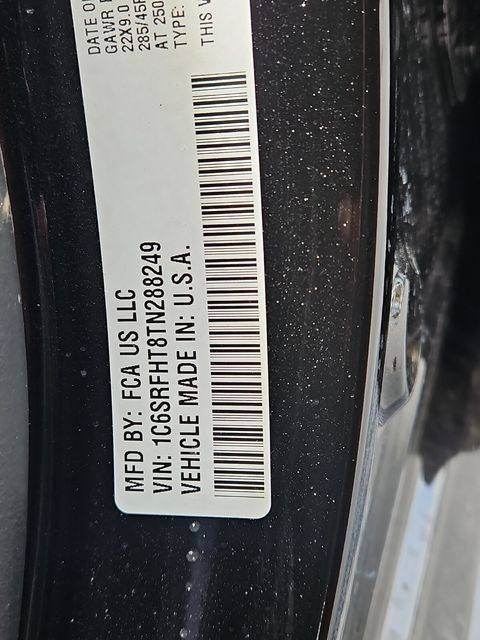 MFD BY: FCA US LLC
VIN: 1C6SRFHT8TN288249
VEHICLE MADE IN: U.S.A.
DATE O
GAWR
22X9.0
285/45
AT 250
TYPE:
THIS